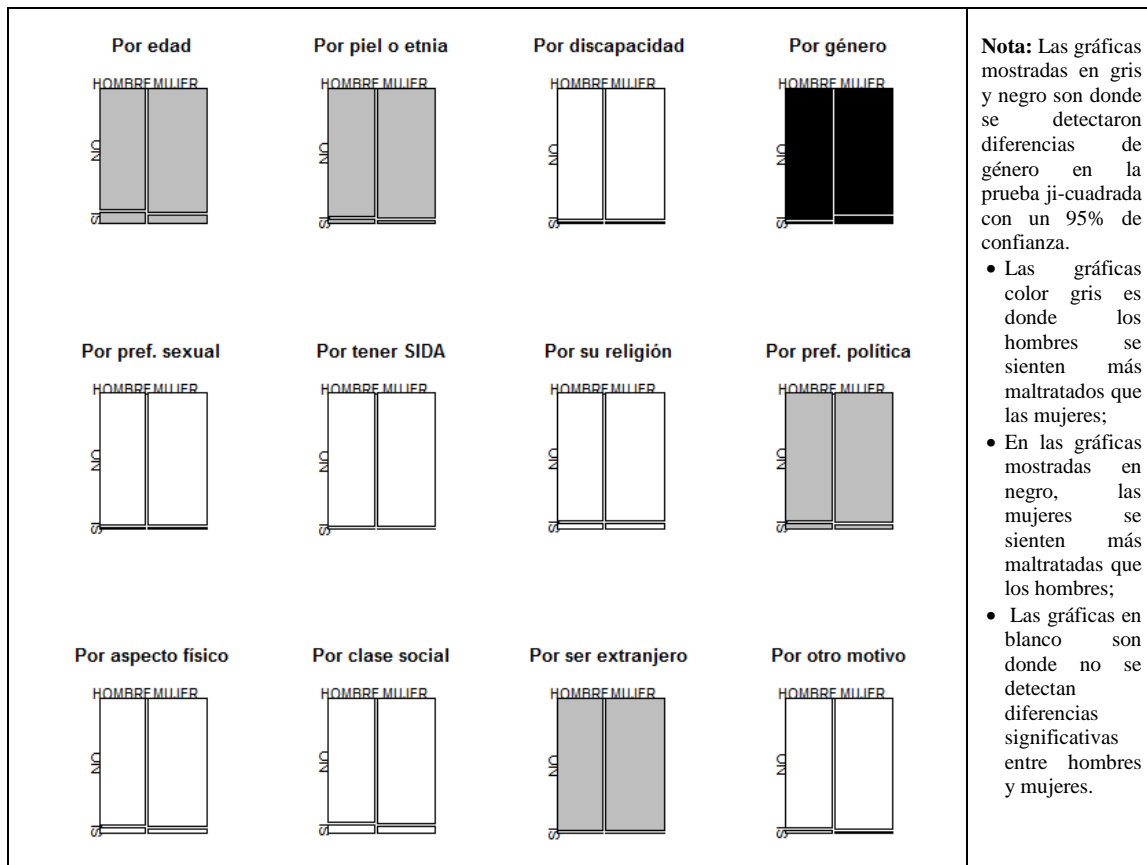 Por edad
Por piel o etnia
Por discapacidad
Por género
HOMBRE MUJER
HOMBRE MUJER
HOMBRE MUJER
HOMBRE MUJER
NO
NO
NO
NO
SI
SI
SI
SI
Por pref. sexual
Por tener SIDA
Por su religión
Por pref. política
HOMBRE MUJER
HOMBRE MUJER
HOMBRE MUJER
HOMBRE MUJER
NO
NO
NO
NO
SI
SI
SI
SI
Por aspecto físico
Por clase social
Por ser extranjero
Por otro motivo
HOMBRE MUJER
HOMBRE MUJER
HOMBRE MUJER
HOMBRE MUJER
NO
NO
NO
NO
SI
SI
SI
SI
Nota: Las gráficas
mostradas en gris
y negro son donde
se detectaron
diferencias de
género en la
prueba ji-cuadrada
con un 95% de
confianza.
• Las gráficas
color gris es
donde los
hombres se
sienten más
maltratados que
las mujeres;
• En las gráficas
mostradas en
negro, las
mujeres se
sienten más
maltratadas que
los hombres;
• Las gráficas en
blanco son
donde no se
detectan
diferencias
significativas
entre hombres
y mujeres.